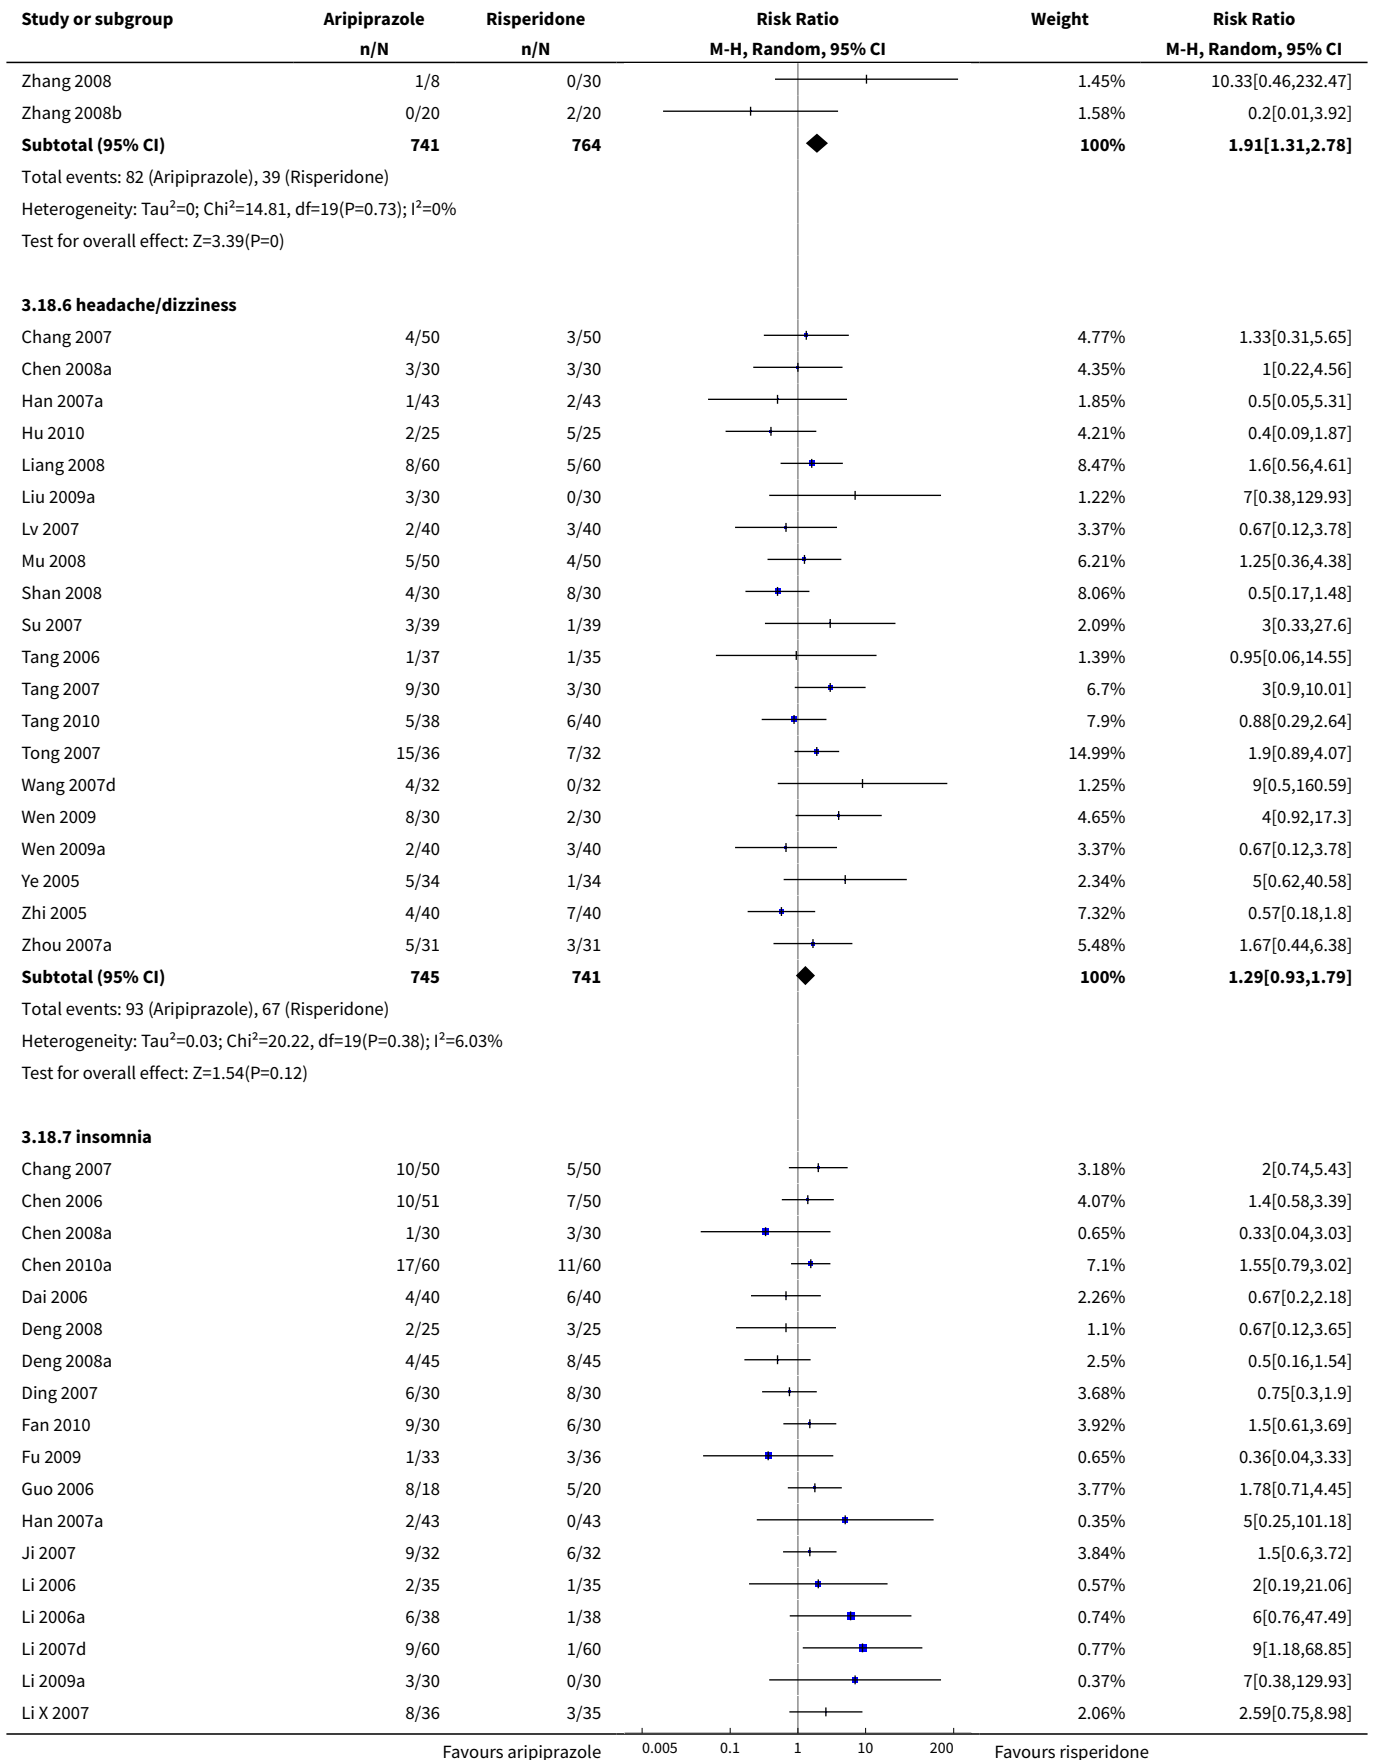 Study or subgroup Aripiprazole Risperidone Risk Ratio Weight Risk Ratio
n/N n/N M-H, Random, 95% CI M-H, Random, 95% CI
Zhang 2008 1/8 0/30 1.45% 10.33[0.46,232.47]
Zhang 2008b 0/20 2/20 1.58% 0.2[0.01,3.92]
Subtotal (95% CI) 741 764 100% 1.91[1.31,2.78]
Total events: 82 (Aripiprazole), 39 (Risperidone)
Heterogeneity: Tau²=0; Chi²=14.81, df=19(P=0.73); I²=0%
Test for overall effect: Z=3.39(P=0)
3.18.6 headache/dizziness
Chang 2007 4/50 3/50 4.77% 1.33[0.31,5.65]
Chen 2008a 3/30 3/30 4.35% 1[0.22,4.56]
Han 2007a 1/43 2/43 1.85% 0.5[0.05,5.31]
Hu 2010 2/25 5/25 4.21% 0.4[0.09,1.87]
Liang 2008 8/60 5/60 8.47% 1.6[0.56,4.61]
Liu 2009a 3/30 0/30 1.22% 7[0.38,129.93]
Lv 2007 2/40 3/40 3.37% 0.67[0.12,3.78]
Mu 2008 5/50 4/50 6.21% 1.25[0.36,4.38]
Shan 2008 4/30 8/30 8.06% 0.5[0.17,1.48]
Su 2007 3/39 1/39 2.09% 3[0.33,27.6]
Tang 2006 1/37 1/35 1.39% 0.95[0.06,14.55]
Tang 2007 9/30 3/30 6.7% 3[0.9,10.01]
Tang 2010 5/38 6/40 7.9% 0.88[0.29,2.64]
Tong 2007 15/36 7/32 14.99% 1.9[0.89,4.07]
Wang 2007d 4/32 0/32 1.25% 9[0.5,160.59]
Wen 2009 8/30 2/30 4.65% 4[0.92,17.3]
Wen 2009a 2/40 3/40 3.37% 0.67[0.12,3.78]
Ye 2005 5/34 1/34 2.34% 5[0.62,40.58]
Zhi 2005 4/40 7/40 7.32% 0.57[0.18,1.8]
Zhou 2007a 5/31 3/31 5.48% 1.67[0.44,6.38]
Subtotal (95% CI) 745 741 100% 1.29[0.93,1.79]
Total events: 93 (Aripiprazole), 67 (Risperidone)
Heterogeneity: Tau²=0.03; Chi²=20.22, df=19(P=0.38); I²=6.03%
Test for overall effect: Z=1.54(P=0.12)
3.18.7 insomnia
Chang 2007 10/50 5/50 3.18% 2[0.74,5.43]
Chen 2006 10/51 7/50 4.07% 1.4[0.58,3.39]
Chen 2008a 1/30 3/30 0.65% 0.33[0.04,3.03]
Chen 2010a 17/60 11/60 7.1% 1.55[0.79,3.02]
Dai 2006 4/40 6/40 2.26% 0.67[0.2,2.18]
Deng 2008 2/25 3/25 1.1% 0.67[0.12,3.65]
Deng 2008a 4/45 8/45 2.5% 0.5[0.16,1.54]
Ding 2007 6/30 8/30 3.68% 0.75[0.3,1.9]
Fan 2010 9/30 6/30 3.92% 1.5[0.61,3.69]
Fu 2009 1/33 3/36 0.65% 0.36[0.04,3.33]
Guo 2006 8/18 5/20 3.77% 1.78[0.71,4.45]
Han 2007a 2/43 0/43 0.35% 5[0.25,101.18]
Ji 2007 9/32 6/32 3.84% 1.5[0.6,3.72]
Li 2006 2/35 1/35 0.57% 2[0.19,21.06]
Li 2006a 6/38 1/38 0.74% 6[0.76,47.49]
Li 2007d 9/60 1/60 0.77% 9[1.18,68.85]
Li 2009a 3/30 0/30 0.37% 7[0.38,129.93]
Li X 2007 8/36 3/35 2.06% 2.59[0.75,8.98]
Favours aripiprazole 0.005 0.1 1 10 200 Favours risperidone